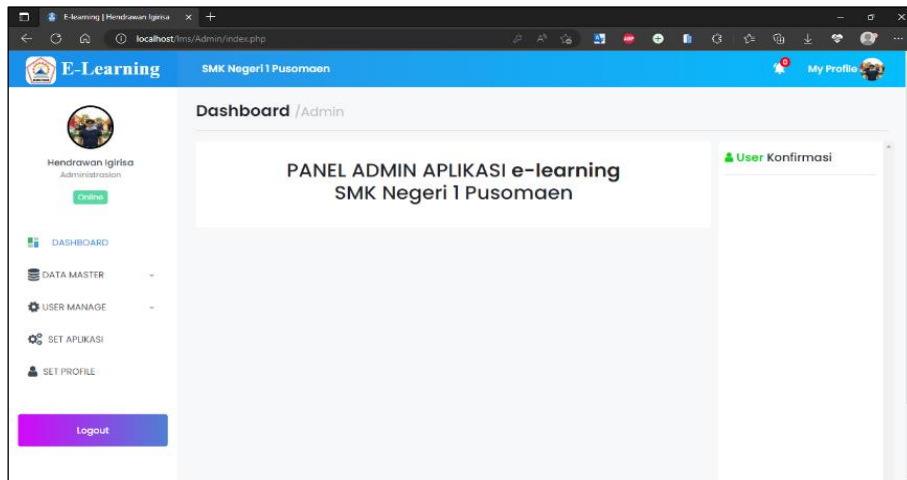 E-learning | Hendrawan Igirisa
localhost/lms/Admin/index.php
E-Learning
SMK Negeri 1 Pusomaen
0
My Profile
Hendrawan Igirisa
Administrasion
Online
DASHBOARD
DATA MASTER
USER MANAGE
SET APLIKASI
SET PROFILE
Logout
Dashboard /Admin
PANEL ADMIN APLIKASI e-learning
SMK Negeri 1 Pusomaen
User Konfirmasi